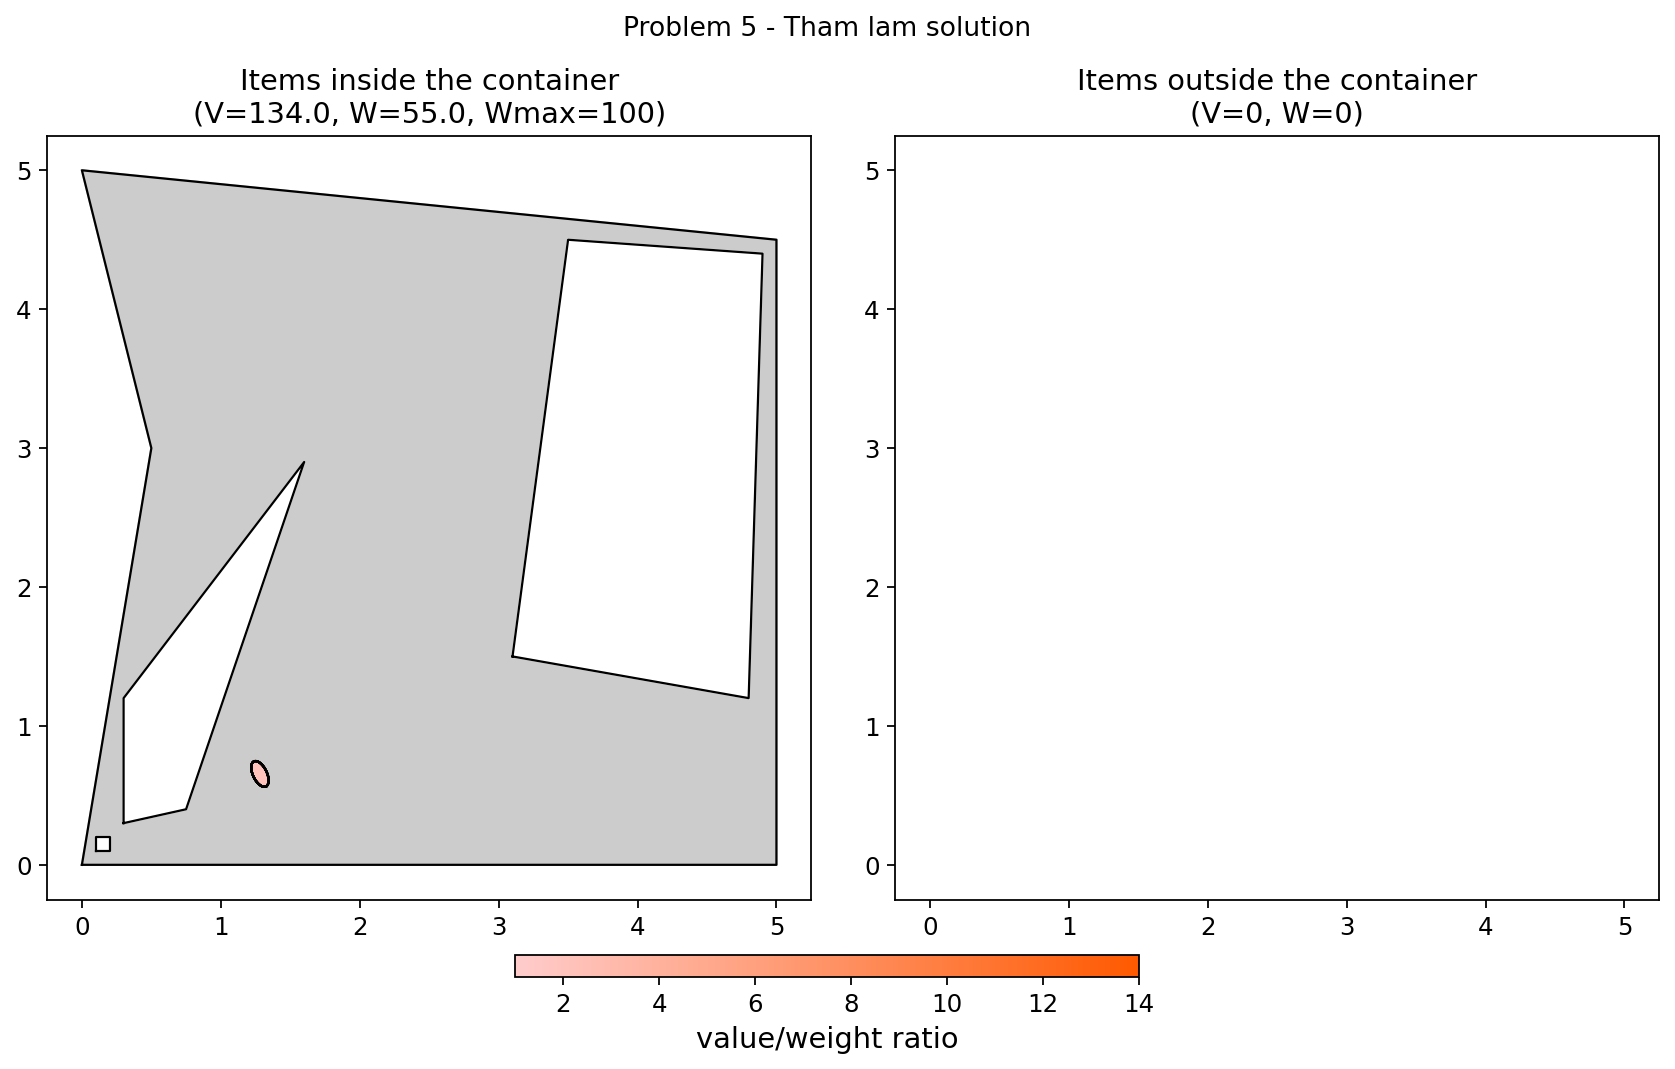 Problem 5 - Tham lam solution
Items inside the container
(V=134.0, W=55.0, Wmax=100)
5
4
3
2
1
0
0 1 2 3 4 5
Items outside the container
(V=0, W=0)
5
4
3
2
1
0
0 1 2 3 4 5
2 4 6 8 10 12 14
value/weight ratio